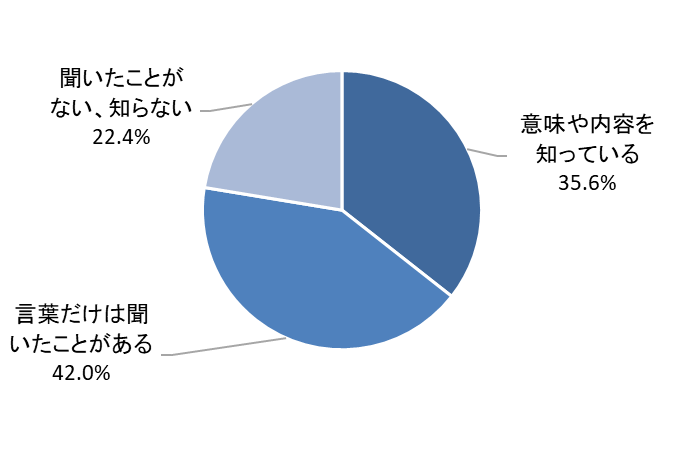 聞いたことが
ない、知らない
22.4%
意味や内容を
知っている
35.6%
言葉だけは聞
いたことがある
42.0%